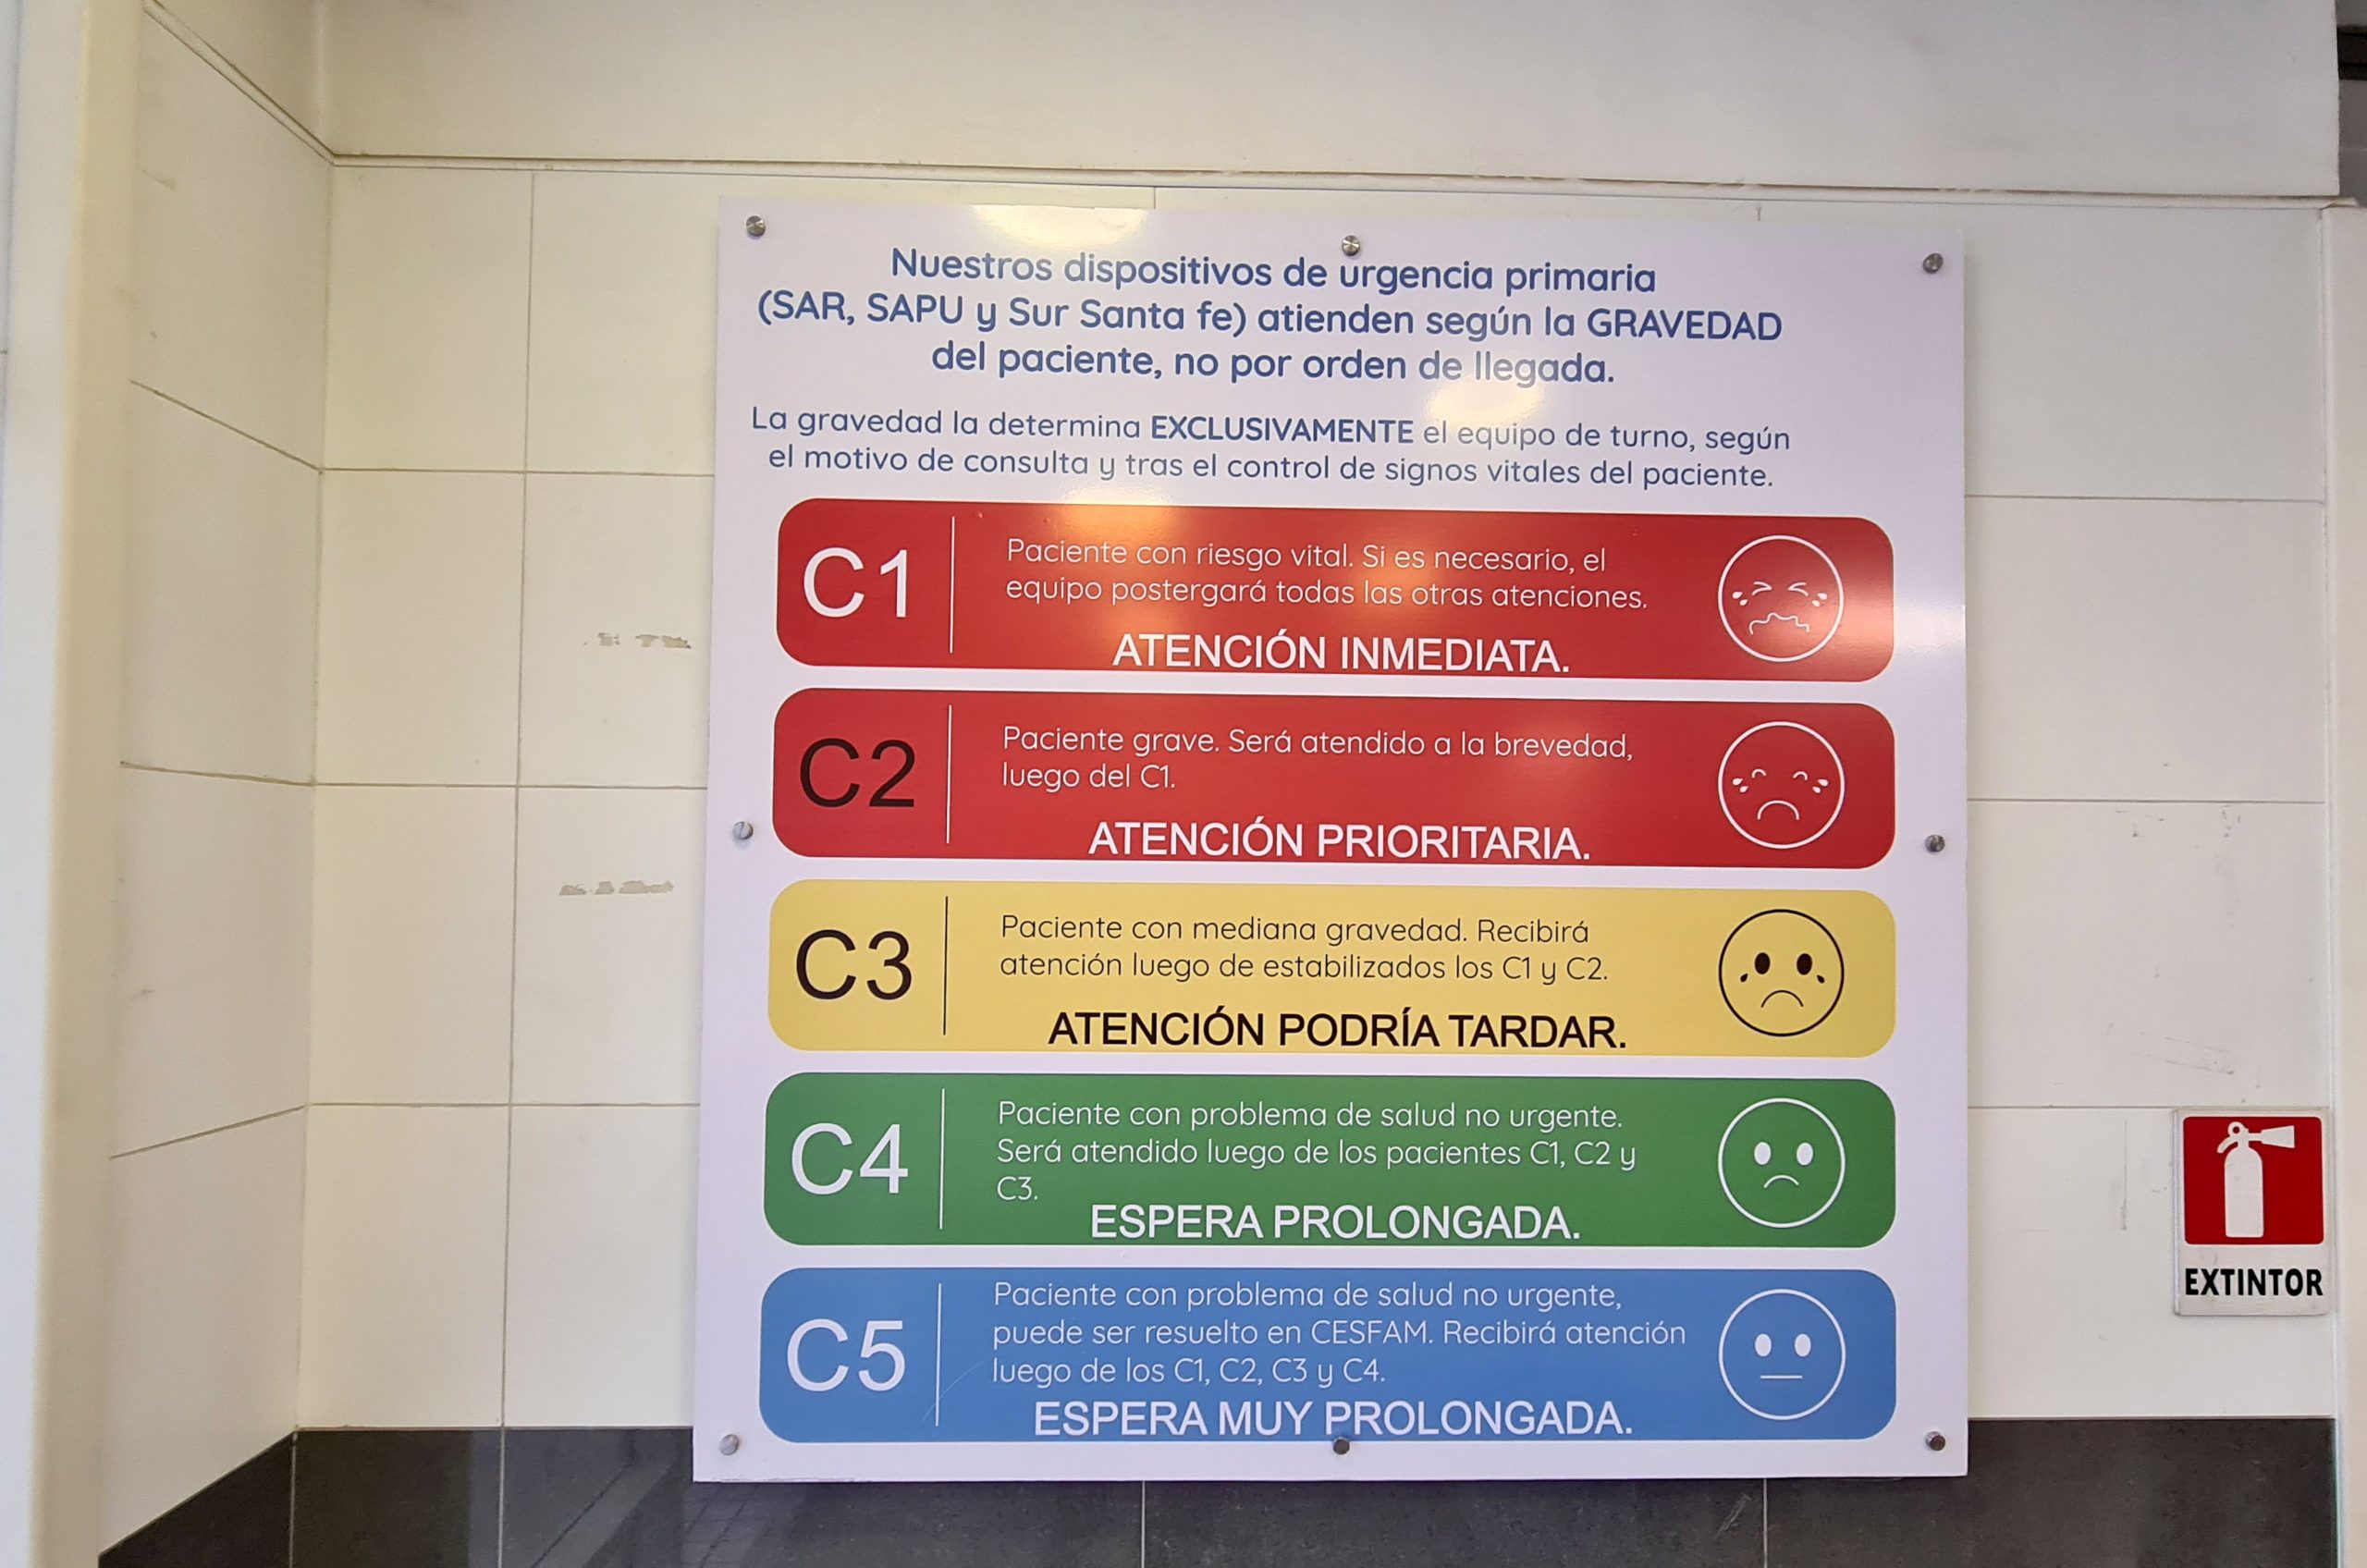 Nuestros dispositivos de urgencia primaria
(SAR, SAPU y Sur Santa fe) atienden según la GRAVEDAD
del paciente, no por orden de llegada.
La gravedad la determina EXCLUSIVAMENTE el equipo de turno, según
el motivo de consulta y tras el control de signos vitales del paciente.
C1
Paciente con riesgo vital. Si es necesario, el
equipo postergará todas las otras atenciones.
ATENCIÓN INMEDIATA.
C2
Paciente grave. Será atendido a la brevedad,
luego del C1.
ATENCIÓN PRIORITARIA.
C3
Paciente con mediana gravedad. Recibirá
atención luego de estabilizados los C1 y C2.
ATENCIÓN PODRÍA TARDAR.
C4
Paciente con problema de salud no urgente.
Será atendido luego de los pacientes C1, C2 y
C3.
ESPERA PROLONGADA.
C5
Paciente con problema de salud no urgente,
puede ser resuelto en CESFAM. Recibirá atención
luego de los C1, C2, C3 y C4.
ESPERA MUY PROLONGADA.
EXTINTOR